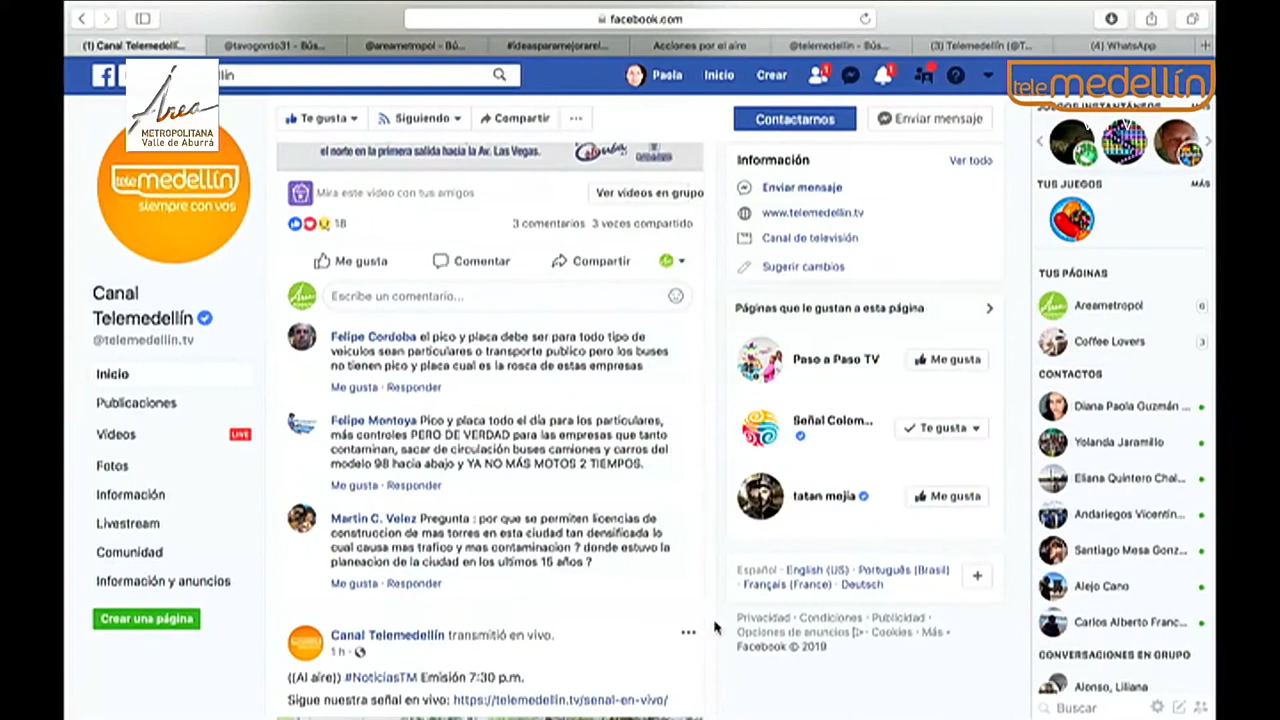 facebook.com
(1) Canal Telemedellí...
@tavogordo31 - Bús...
@areametropol - Bú...
#ideasparamejorarel...
Acciones por el aire
@telemedellin - Bús...
(3) Telemedellín (@T...
(4) WhatsApp
Paola
Inicio
Crear
Área
METROPOLITANA
Valle de Aburrá
tele medellín
Te gusta
Siguiendo
Compartir
Contactarnos
Enviar mensaje
tele medellín
siempre con vos
Canal
Telemedellín
@telemedellin.tv
Inicio
Publicaciones
Videos
LIVE
Fotos
Información
Livestream
Comunidad
Información y anuncios
Crear una página
el norte en la primera salida hacia la Av. Las Vegas.
Mira este video con tus amigos
Ver videos en grupo
18
3 comentarios 3 veces compartido
Me gusta
Comentar
Compartir
Escribe un comentario...
Felipe Cordoba el pico y placa debe ser para todo tipo de
veiculos sean particulares o transporte publico pero los buses
no tienen pico y placa cual es la rosca de estas empresas
Me gusta · Responder
Felipe Montoya Pico y placa todo el día para los particulares,
más controles PERO DE VERDAD para las empresas que tanto
contaminan, sacar de circulación buses camiones y carros del
modelo 98 hacia abajo y YA NO MÁS MOTOS 2 TIEMPOS.
Me gusta · Responder
Martin G. Velez Pregunta : por que se permiten licencias de
construccion de mas torres en esta ciudad tan densificada lo
cual causa mas trafico y mas contaminacion ? donde estuvo la
planeacion de la ciudad en los ultimos 15 años ?
Me gusta · Responder
Canal Telemedellín transmitió en vivo.
1 h ·
((Al aire)) #NoticiasTM Emisión 7:30 p.m.
Sigue nuestra señal en vivo: https://telemedellin.tv/senal-en-vivo/
Información
Ver todo
Enviar mensaje
www.telemedellin.tv
Canal de televisión
Sugerir cambios
Páginas que le gustan a esta página
Paso a Paso TV
Me gusta
Señal Colom...
Te gusta
tatan mejia
Me gusta
Español · English (US) · Português (Brasil)
· Français (France) · Deutsch
Privacidad · Condiciones · Publicidad ·
Opciones de anuncios · Cookies · Más ·
Facebook © 2019
JUEGOS INSTANTÁNEOS
MÁS
TUS JUEGOS
MÁS
TUS PÁGINAS
Areametropol
6
Coffee Lovers
3
CONTACTOS
Diana Paola Guzmán ...
Yolanda Jaramillo
Eliana Quintero Chal...
Andariegos Vicentin...
Santiago Mesa Gonz...
Alejo Cano
Carlos Alberto Franc...
CONVERSACIONES EN GRUPO
Alonso, Liliana
Buscar